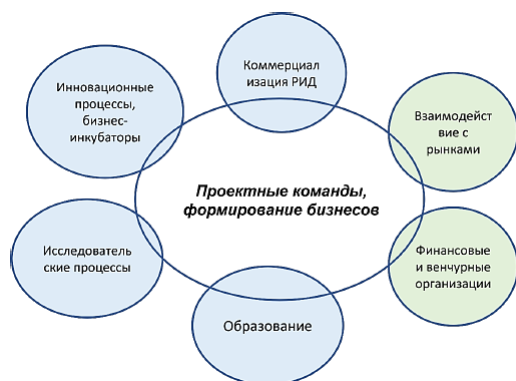 Коммерциал
изация РИД
Инновационные
процессы,
бизнес-
инкубаторы
Взаимодейст
вие с
рынками
Проектные команды,
формирование бизнесов
Исследователь
ские процессы
Финансовые
и венчурные
организации
Образование